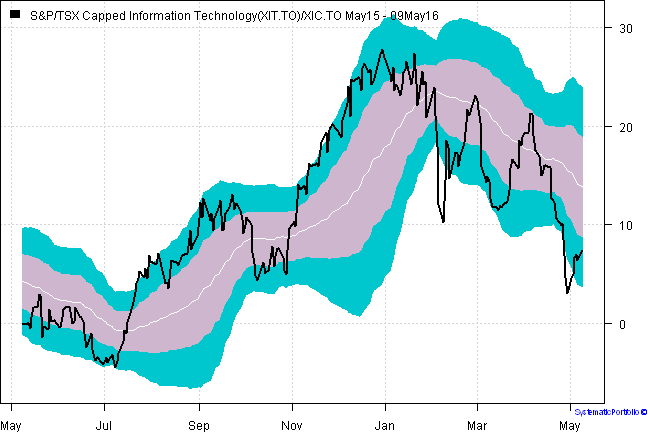 S&P/TSX Capped Information Technology(XIT.TO)/XIC.TO May15 - 09May16
30
20
10
0
May Jul Sep Nov Jan Mar May
SystematicPortfolio ©